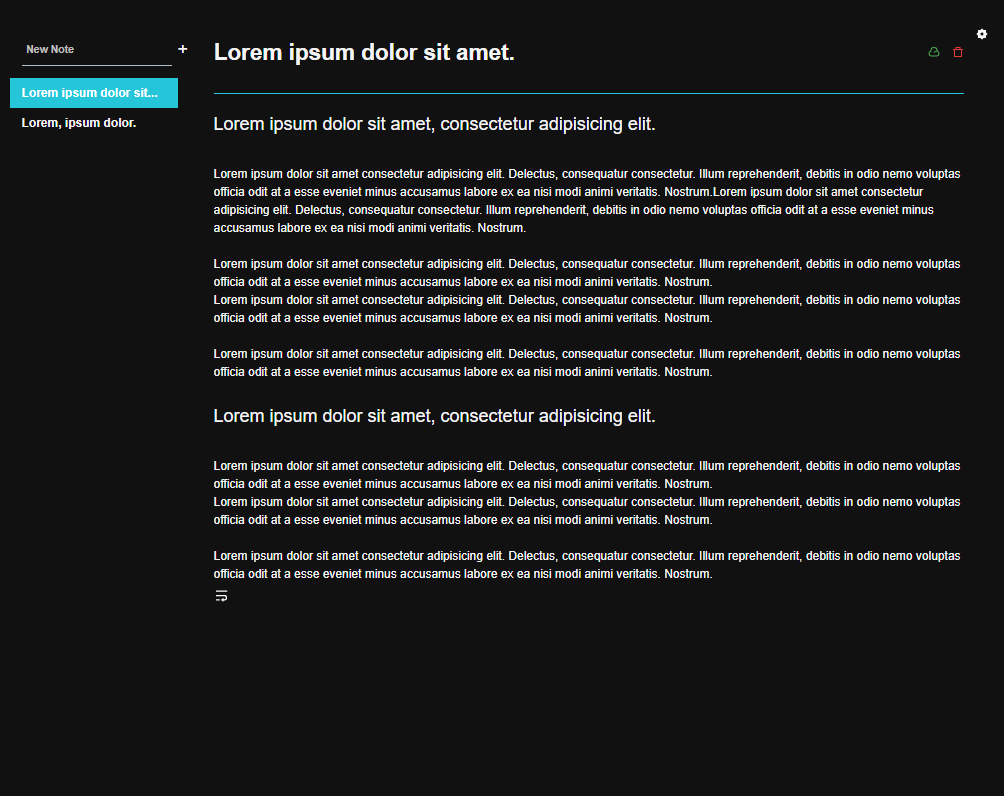 New Note +
Lorem ipsum dolor sit...
Lorem, ipsum dolor.
Lorem ipsum dolor sit amet.
Lorem ipsum dolor sit amet, consectetur adipisicing elit.
Lorem ipsum dolor sit amet consectetur adipisicing elit. Delectus, consequatur consectetur. Illum reprehenderit, debitis in odio nemo voluptas
officia odit at a esse eveniet minus accusamus labore ex ea nisi modi animi veritatis. Nostrum.Lorem ipsum dolor sit amet consectetur
adipisicing elit. Delectus, consequatur consectetur. Illum reprehenderit, debitis in odio nemo voluptas officia odit at a esse eveniet minus
accusamus labore ex ea nisi modi animi veritatis. Nostrum.
Lorem ipsum dolor sit amet consectetur adipisicing elit. Delectus, consequatur consectetur. Illum reprehenderit, debitis in odio nemo voluptas
officia odit at a esse eveniet minus accusamus labore ex ea nisi modi animi veritatis. Nostrum.
Lorem ipsum dolor sit amet consectetur adipisicing elit. Delectus, consequatur consectetur. Illum reprehenderit, debitis in odio nemo voluptas
officia odit at a esse eveniet minus accusamus labore ex ea nisi modi animi veritatis. Nostrum.
Lorem ipsum dolor sit amet consectetur adipisicing elit. Delectus, consequatur consectetur. Illum reprehenderit, debitis in odio nemo voluptas
officia odit at a esse eveniet minus accusamus labore ex ea nisi modi animi veritatis. Nostrum.
Lorem ipsum dolor sit amet, consectetur adipisicing elit.
Lorem ipsum dolor sit amet consectetur adipisicing elit. Delectus, consequatur consectetur. Illum reprehenderit, debitis in odio nemo voluptas
officia odit at a esse eveniet minus accusamus labore ex ea nisi modi animi veritatis. Nostrum.
Lorem ipsum dolor sit amet consectetur adipisicing elit. Delectus, consequatur consectetur. Illum reprehenderit, debitis in odio nemo voluptas
officia odit at a esse eveniet minus accusamus labore ex ea nisi modi animi veritatis. Nostrum.
Lorem ipsum dolor sit amet consectetur adipisicing elit. Delectus, consequatur consectetur. Illum reprehenderit, debitis in odio nemo voluptas
officia odit at a esse eveniet minus accusamus labore ex ea nisi modi animi veritatis. Nostrum.